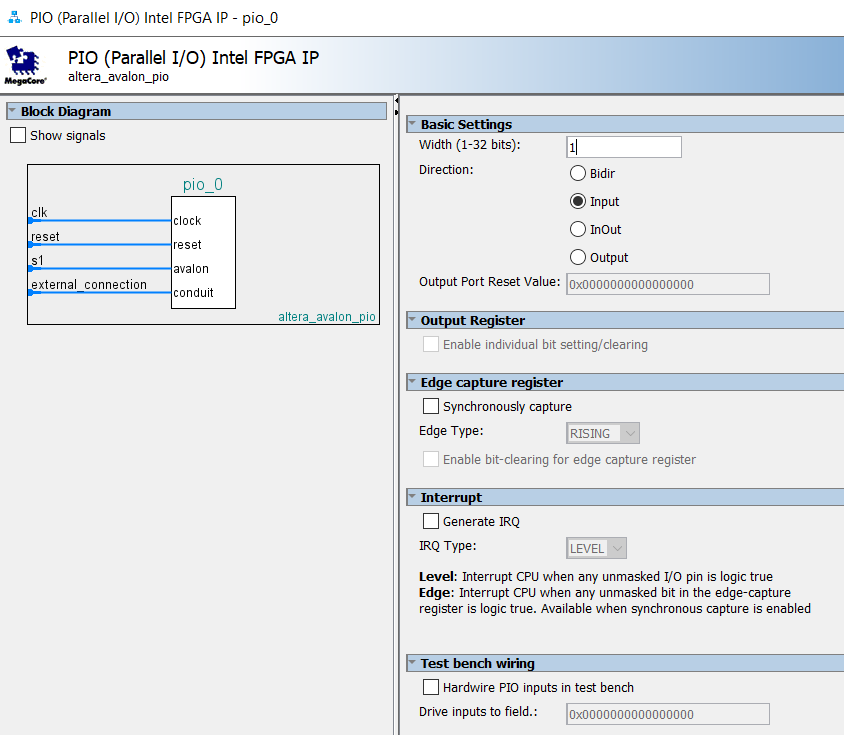 PIO (Parallel I/O) Intel FPGA IP - pio_0
PIO (Parallel I/O) Intel FPGA IP
altera_avalon_pio
MegaCore®
Block Diagram
Show signals
pio_0
clk
clock
reset
reset
s1
avalon
external_connection
conduit
altera_avalon_pio
Basic Settings
Width (1-32 bits):
1
Direction:
Bidir
Input
InOut
Output
Output Port Reset Value:
0x0000000000000000
Output Register
Enable individual bit setting/clearing
Edge capture register
Synchronously capture
Edge Type:
RISING
Enable bit-clearing for edge capture register
Interrupt
Generate IRQ
IRQ Type:
LEVEL
Level: Interrupt CPU when any unmasked I/O pin is logic true
Edge: Interrupt CPU when any unmasked bit in the edge-capture
register is logic true. Available when synchronous capture is enabled
Test bench wiring
Hardwire PIO inputs in test bench
Drive inputs to field.:
0x0000000000000000